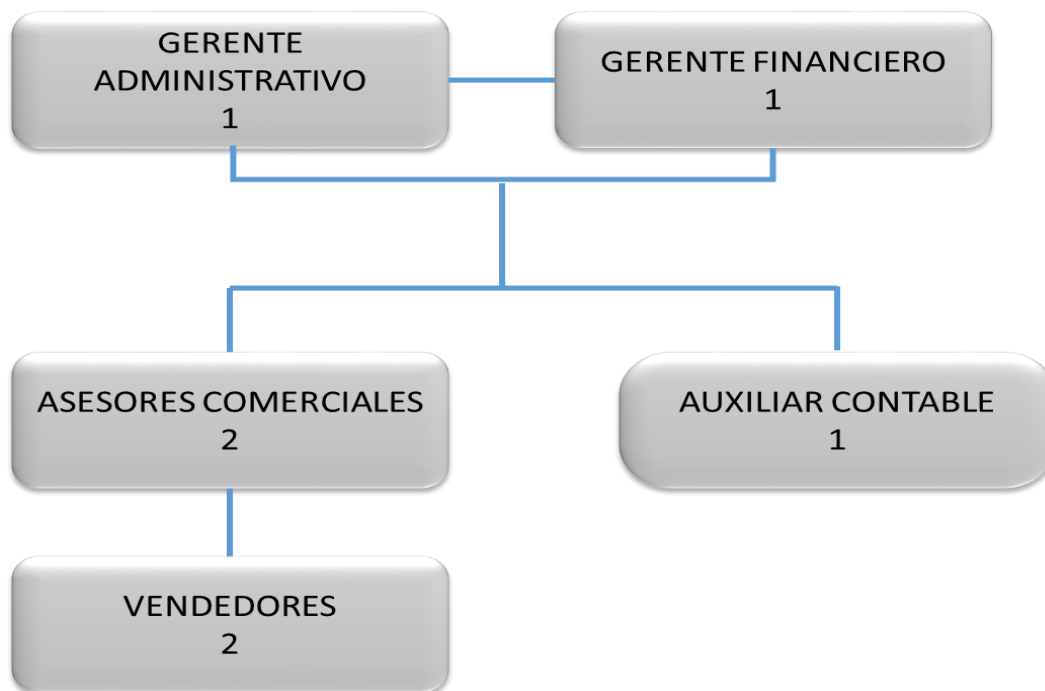 GERENTE
ADMINISTRATIVO
1
GERENTE FINANCIERO
1
ASESORES COMERCIALES
2
AUXILIAR CONTABLE
1
VENDEDORES
2